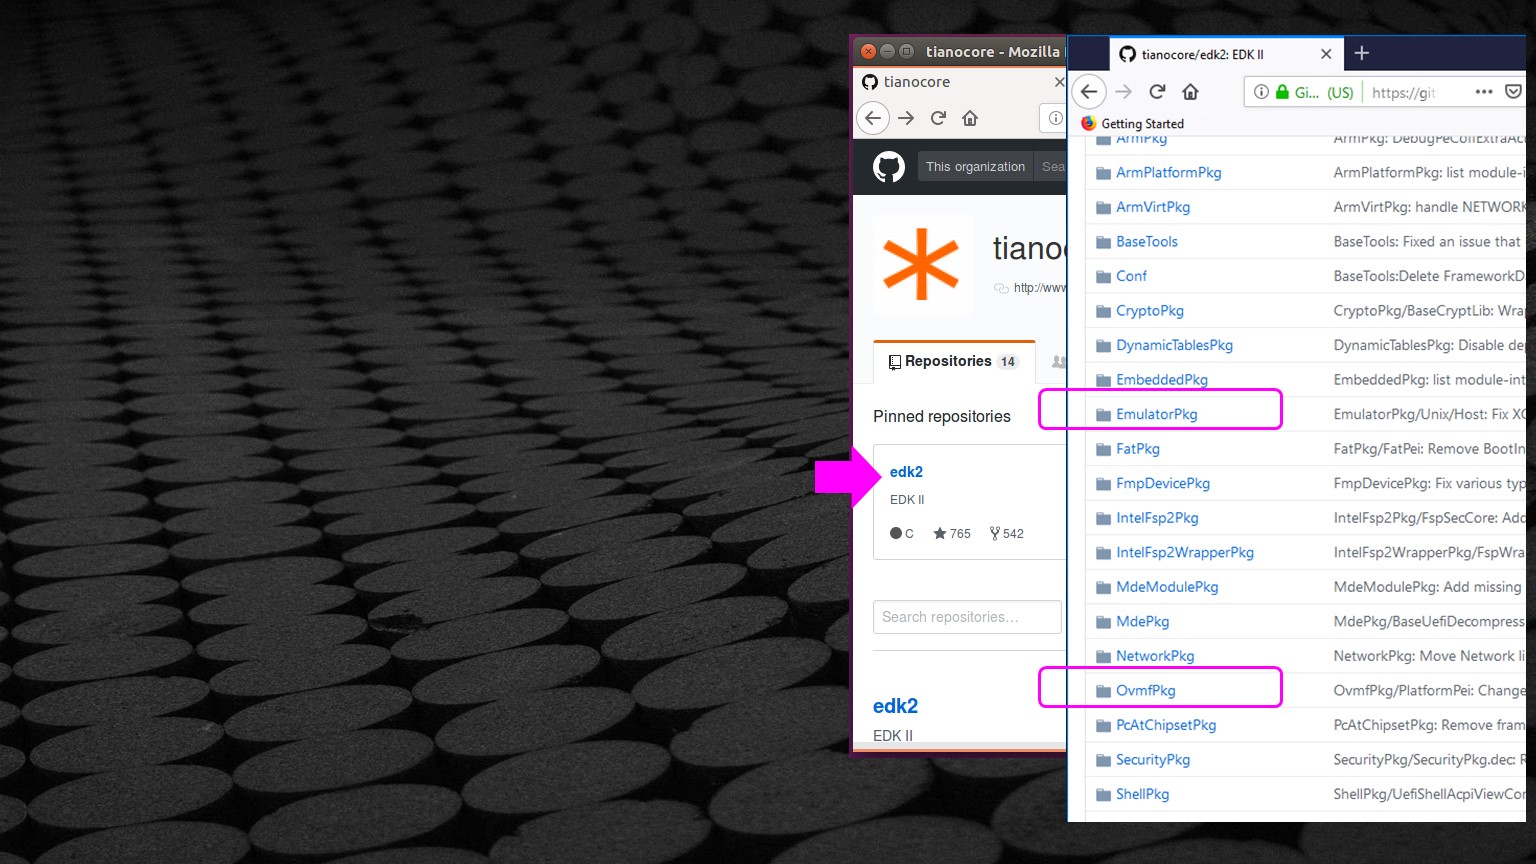 tianocore - Mozilla
tianocore
This organization
Sea
tianoc
http://www
Repositories 14
Pinned repositories
edk2
EDK II
C 765 542
Search repositories…
edk2
EDK II
tianocore/edk2: EDK II
Gi... (US) https://git
Getting Started
ArmPkg ArmPkg: DebugPeCoffExtraAc
ArmPlatformPkg ArmPlatformPkg: list module-i
ArmVirtPkg ArmVirtPkg: handle NETWORK
BaseTools BaseTools: Fixed an issue that
Conf BaseTools:Delete FrameworkD
CryptoPkg CryptoPkg/BaseCryptLib: Wrap
DynamicTablesPkg DynamicTablesPkg: Disable dep
EmbeddedPkg EmbeddedPkg: list module-int
EmulatorPkg EmulatorPkg/Unix/Host: Fix XC
FatPkg FatPkg/FatPei: Remove BootIn
FmpDevicePkg FmpDevicePkg: Fix various typ
IntelFsp2Pkg IntelFsp2Pkg/FspSecCore: Add
IntelFsp2WrapperPkg IntelFsp2WrapperPkg/FspWra
MdeModulePkg MdeModulePkg: Add missing
MdePkg MdePkg/BaseUefiDecompress
NetworkPkg NetworkPkg: Move Network li
OvmfPkg OvmfPkg/PlatformPei: Change
PcAtChipsetPkg PcAtChipsetPkg: Remove fram
SecurityPkg SecurityPkg/SecurityPkg.dec: R
ShellPkg ShellPkg/UefiShellAcpiViewCor